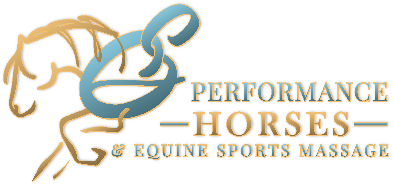 PERFORMANCE
HORSES
& EQUINE SPORTS MASSAGE